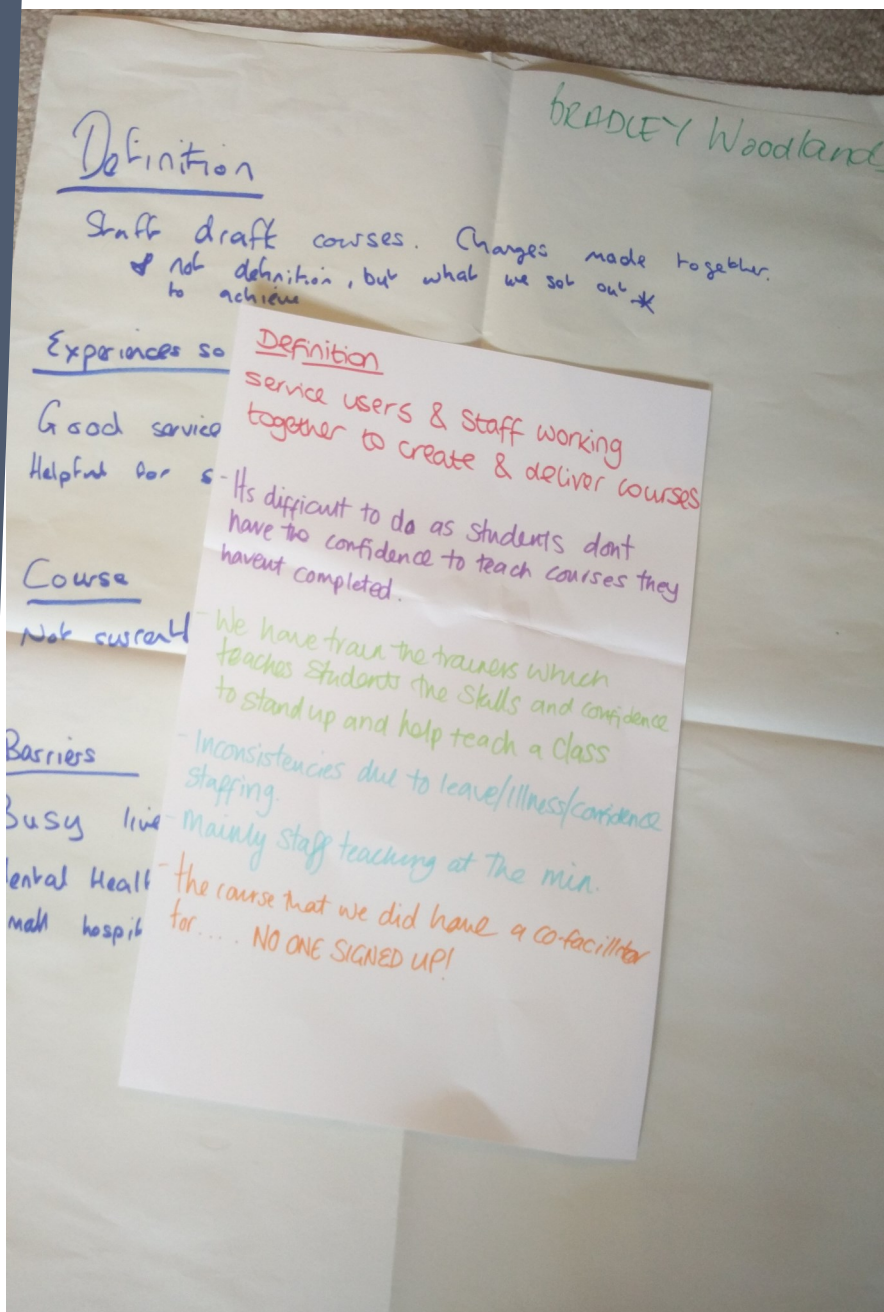 BRADLEY Woodland
Definition
Staff draft courses. Changes made together.
not definition, but what we set out *
to achieve
Experiences so
Good service
Helpful for s
Course
Not currentl
Barriers
Busy live
ental Healt
mall hospit
Definition
service users & staff working
together to create & deliver courses
- Its difficult to do as students dont
have the confidence to teach courses they
havent completed.
- We have train the trainers which
teaches students the skills and confidence
to stand up and help teach a class
- Inconsistencies due to leave/illness/confidence
staffing.
- Mainly staff teaching at the min.
- the course that we did have a co-facilitator
for.... NO ONE SIGNED UP!